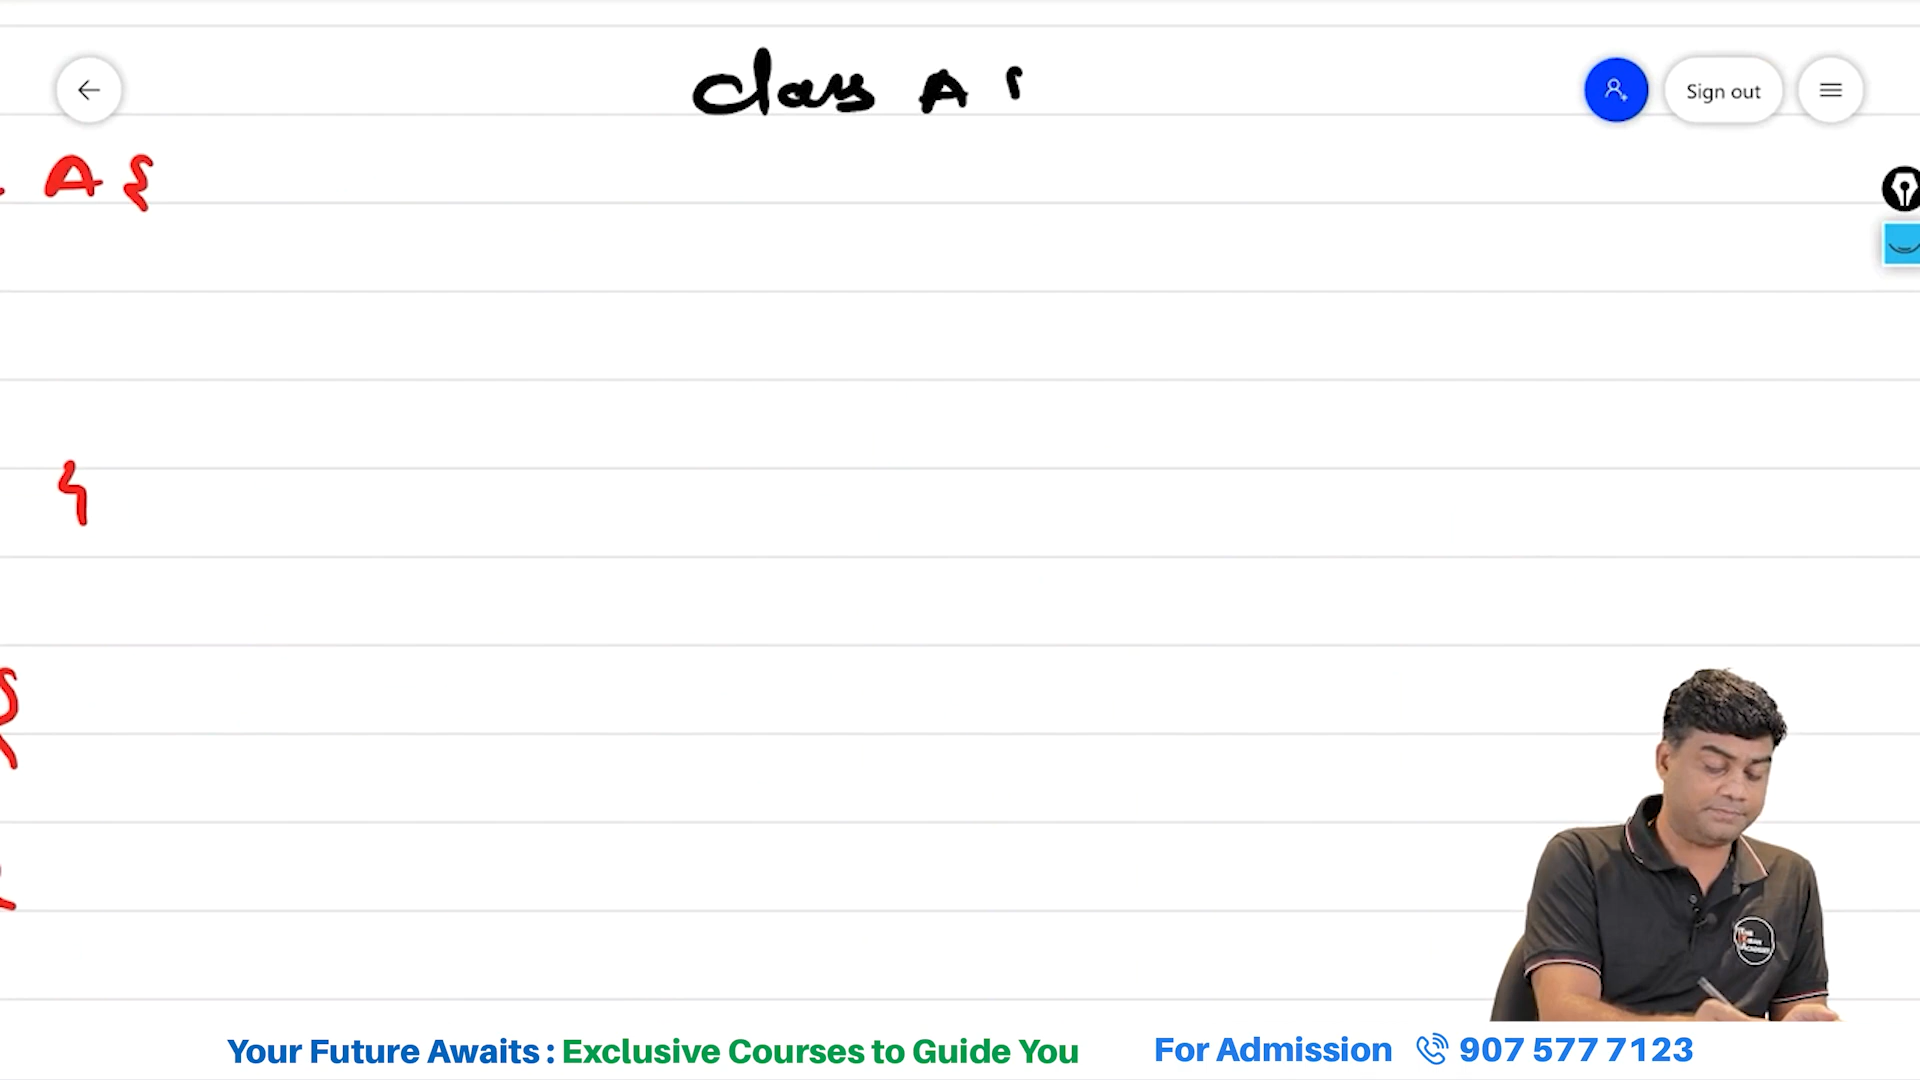 class A
Sign out
A {
}
Your Future Awaits : Exclusive Courses to Guide You
For Admission 907 577 7123